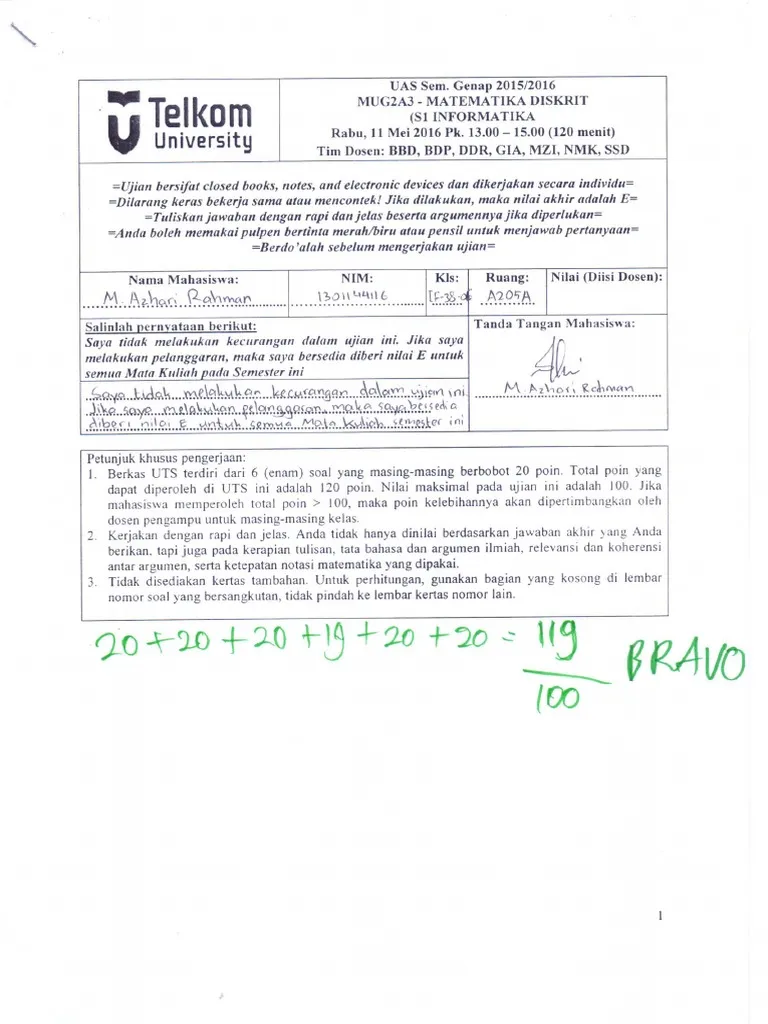 Telkom
University
UAS Sem. Genap 2015/2016
MUG2A3 - MATEMATIKA DISKRIT
(S1 INFORMATIKA
Rabu, 11 Mei 2016 Pk. 13.00 – 15.00 (120 menit)
Tim Dosen: BBD, BDP, DDR, GIA, MZI, NMK, SSD
=Ujian bersifat closed books, notes, and electronic devices dan dikerjakan secara individu=
=Dilarang keras bekerja sama atau mencontek! Jika dilakukan, maka nilai akhir adalah E=
=Tuliskan jawaban dengan rapi dan jelas beserta argumennya jika diperlukan=
=Anda boleh memakai pulpen bertinta merah/biru atau pensil untuk menjawab pertanyaan=
=Berdo'alah sebelum mengerjakan ujian=
Nama Mahasiswa: NIM: Kls: Ruang: Nilai (Diisi Dosen):
M. Azhari Rahman 1301144116 IF-38-06 A205A
Salinlah pernyataan berikut:
Saya tidak melakukan kecurangan dalam ujian ini. Jika saya
melakukan pelanggaran, maka saya bersedia diberi nilai E untuk
semua Mata Kuliah pada Semester ini
Saya tidak melakukan kecurangan dalam ujian ini
Jika saya melakukan pelanggaran, maka saya bersedia
diberi nilai E untuk semua Mata Kuliah semester ini
Tanda Tangan Mahasiswa:
M. Azhari Rahman
Petunjuk khusus pengerjaan:
1. Berkas UTS terdiri dari 6 (enam) soal yang masing-masing berbobot 20 poin. Total poin yang
dapat diperoleh di UTS ini adalah 120 poin. Nilai maksimal pada ujian ini adalah 100. Jika
mahasiswa memperoleh total poin > 100, maka poin kelebihannya akan dipertimbangkan oleh
dosen pengampu untuk masing-masing kelas.
2. Kerjakan dengan rapi dan jelas. Anda tidak hanya dinilai berdasarkan jawaban akhir yang Anda
berikan, tapi juga pada kerapian tulisan, tata bahasa dan argumen ilmiah, relevansi dan koherensi
antar argumen, serta ketepatan notasi matematika yang dipakai.
3. Tidak disediakan kertas tambahan. Untuk perhitungan, gunakan bagian yang kosong di lembar
nomor soal yang bersangkutan, tidak pindah ke lembar kertas nomor lain.
20 + 20 + 20 + 19 + 20 + 20 = 119 BRAVO
100
1